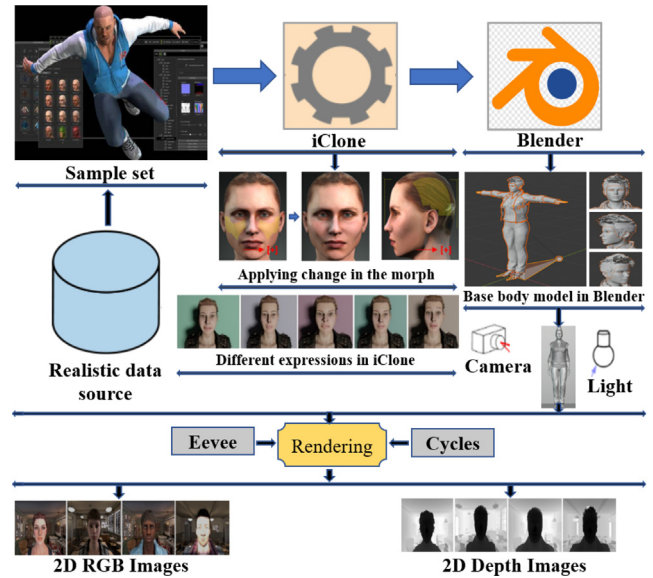 iClone
Blender
Sample set
Applying change in the morph
Base body model in Blender
Realistic data
source
Different expressions in iClone
Camera
Light
Eevee
Rendering
Cycles
2D RGB Images
2D Depth Images